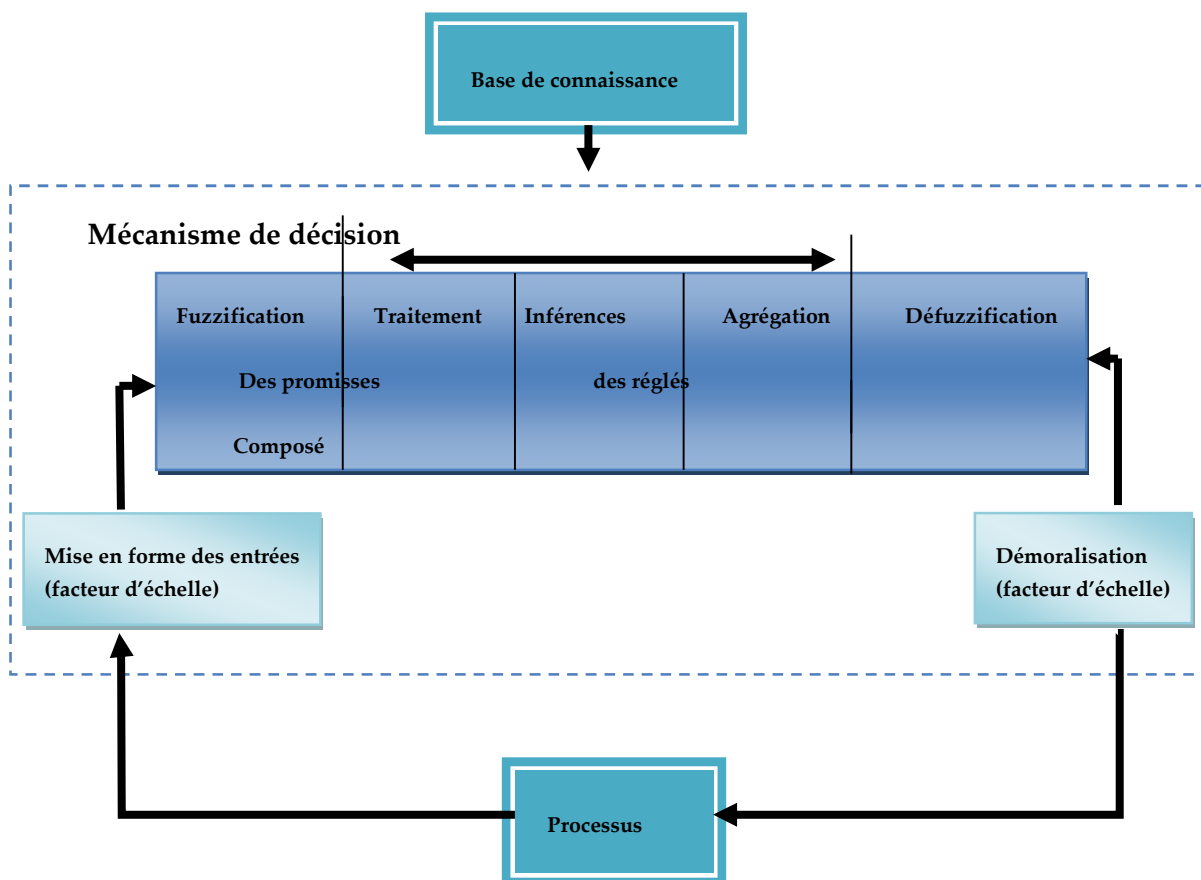 Base de connaissance
Mécanisme de décision
Fuzzification Traitement Inférences Agrégation Défuzzification
Des promisses des réglés
Composé
Mise en forme des entrées
(facteur d’échelle)
Démoralisation
(facteur d’échelle)
Processus